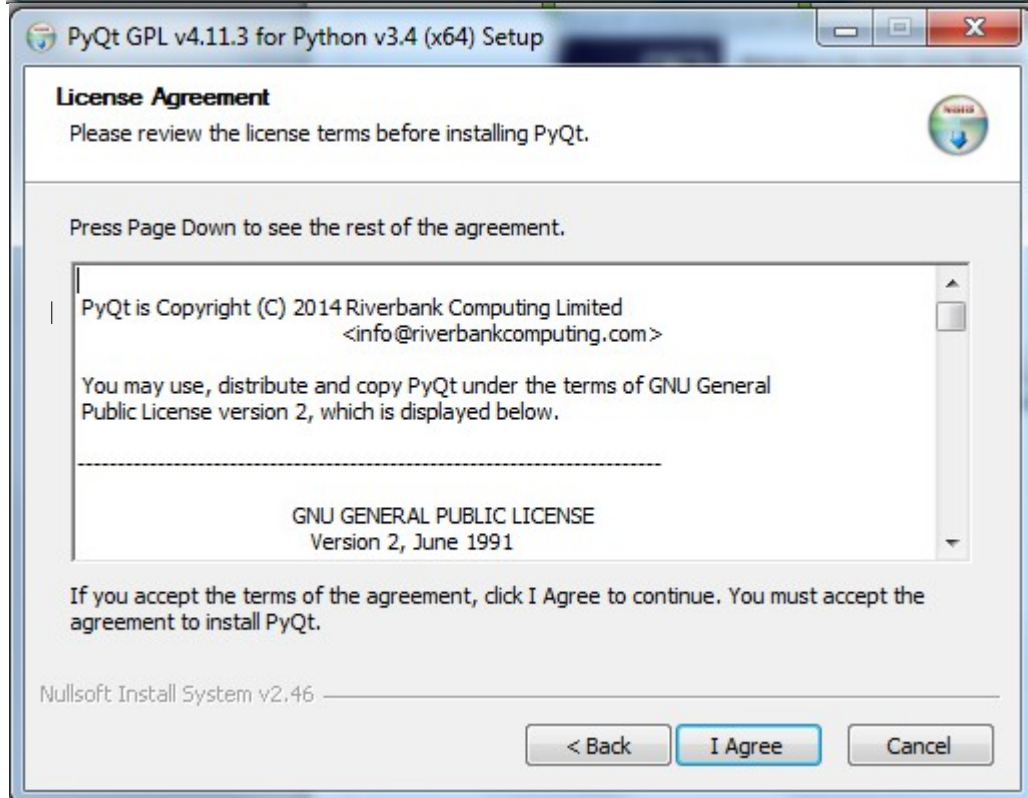 PyQt GPL v4.11.3 for Python v3.4 (x64) Setup
License Agreement
Please review the license terms before installing PyQt.
Press Page Down to see the rest of the agreement.
PyQt is Copyright (C) 2014 Riverbank Computing Limited
<info@riverbankcomputing.com>
You may use, distribute and copy PyQt under the terms of GNU General
Public License version 2, which is displayed below.
-------------------------------------------------------------------------
GNU GENERAL PUBLIC LICENSE
Version 2, June 1991
If you accept the terms of the agreement, click I Agree to continue. You must accept the
agreement to install PyQt.
Nullsoft Install System v2.46
< Back
I Agree
Cancel